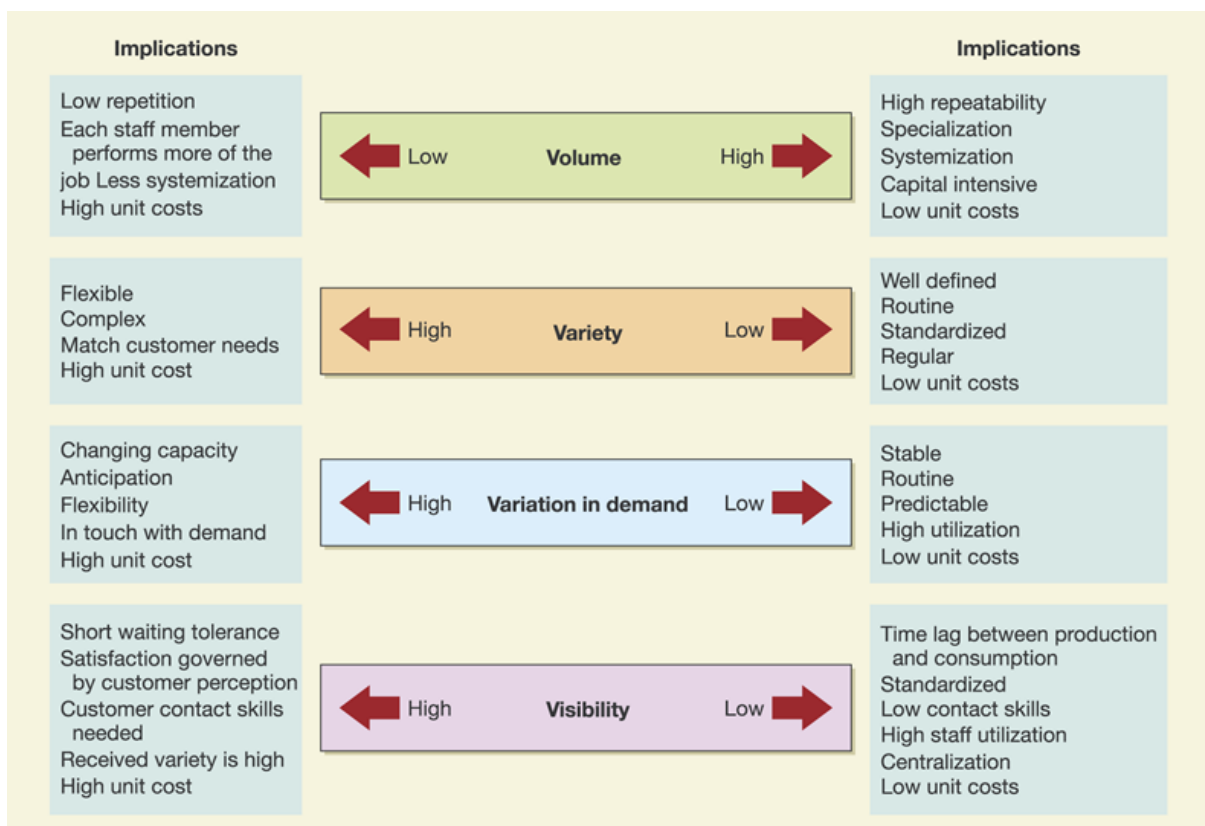 Implications
Implications
Low repetition
Each staff member
performs more of the
job Less systemization
High unit costs
Low Volume High
High repeatability
Specialization
Systemization
Capital intensive
Low unit costs
Flexible
Complex
Match customer needs
High unit cost
High Variety Low
Well defined
Routine
Standardized
Regular
Low unit costs
Changing capacity
Anticipation
Flexibility
In touch with demand
High unit cost
High Variation in demand Low
Stable
Routine
Predictable
High utilization
Low unit costs
Short waiting tolerance
Satisfaction governed
by customer perception
Customer contact skills
needed
Received variety is high
High unit cost
High Visibility Low
Time lag between production
and consumption
Standardized
Low contact skills
High staff utilization
Centralization
Low unit costs